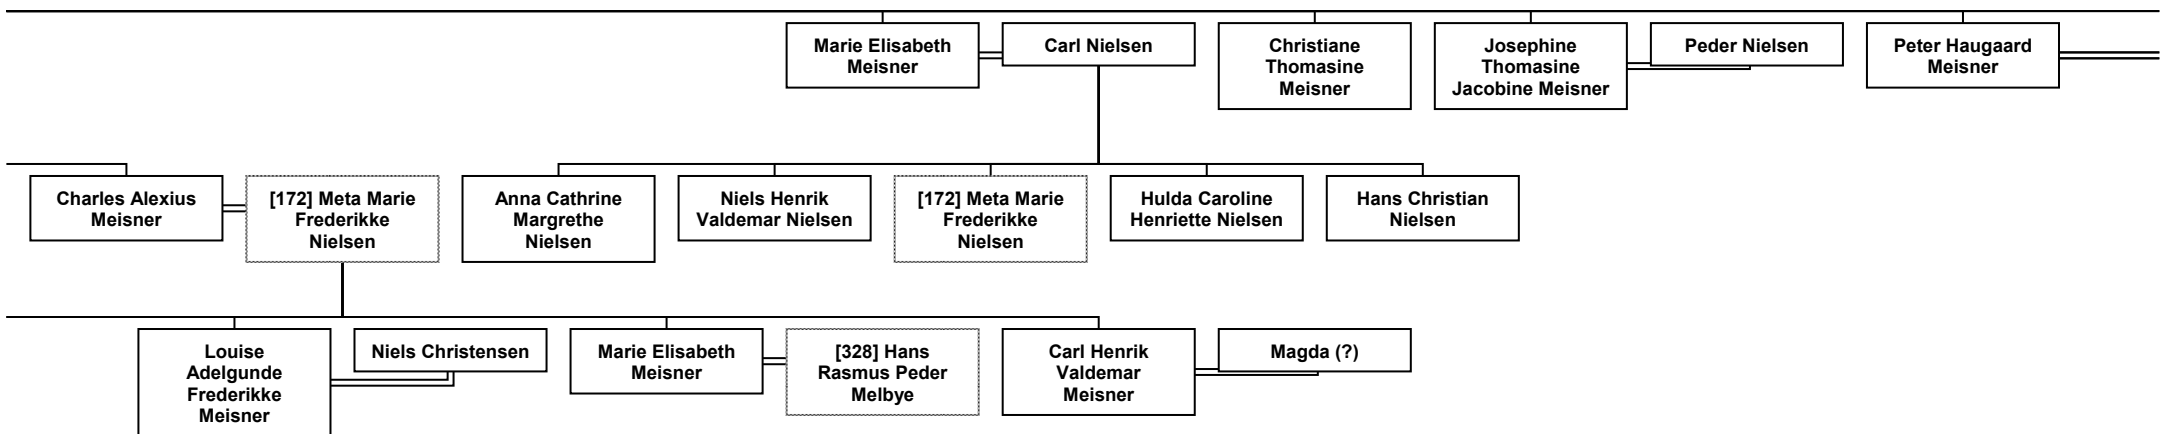 Marie Elisabeth
Meisner
Carl Nielsen
Christiane
Thomasine
Meisner
Josephine
Thomasine
Jacobine Meisner
Peder Nielsen
Peter Haugaard
Meisner
Charles Alexius
Meisner
[172] Meta Marie
Frederikke
Nielsen
Anna Cathrine
Margrethe
Nielsen
Niels Henrik
Valdemar Nielsen
[172] Meta Marie
Frederikke
Nielsen
Hulda Caroline
Henriette Nielsen
Hans Christian
Nielsen
Louise
Adelgunde
Frederikke
Meisner
Niels Christensen
Marie Elisabeth
Meisner
[328] Hans
Rasmus Peder
Melbye
Carl Henrik
Valdemar
Meisner
Magda (?)